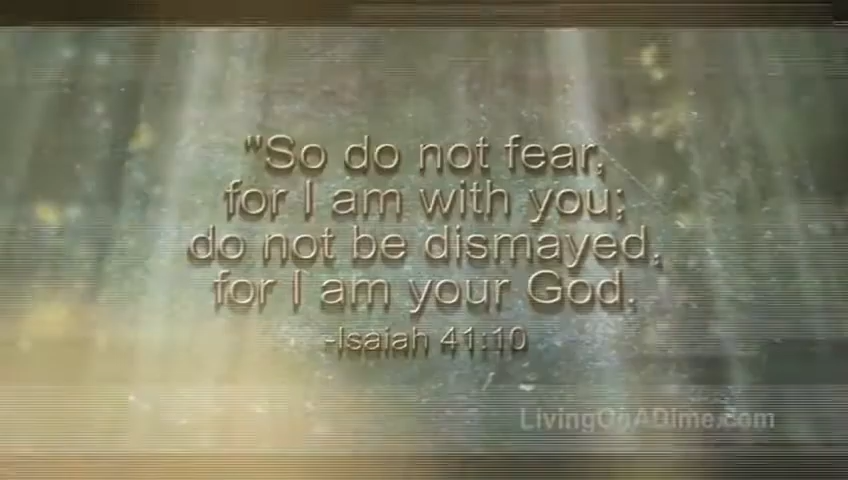 "So do not fear,
for I am with you;
do not be dismayed,
for I am your God.
-Isaiah 41:10
LivingOnADime.com